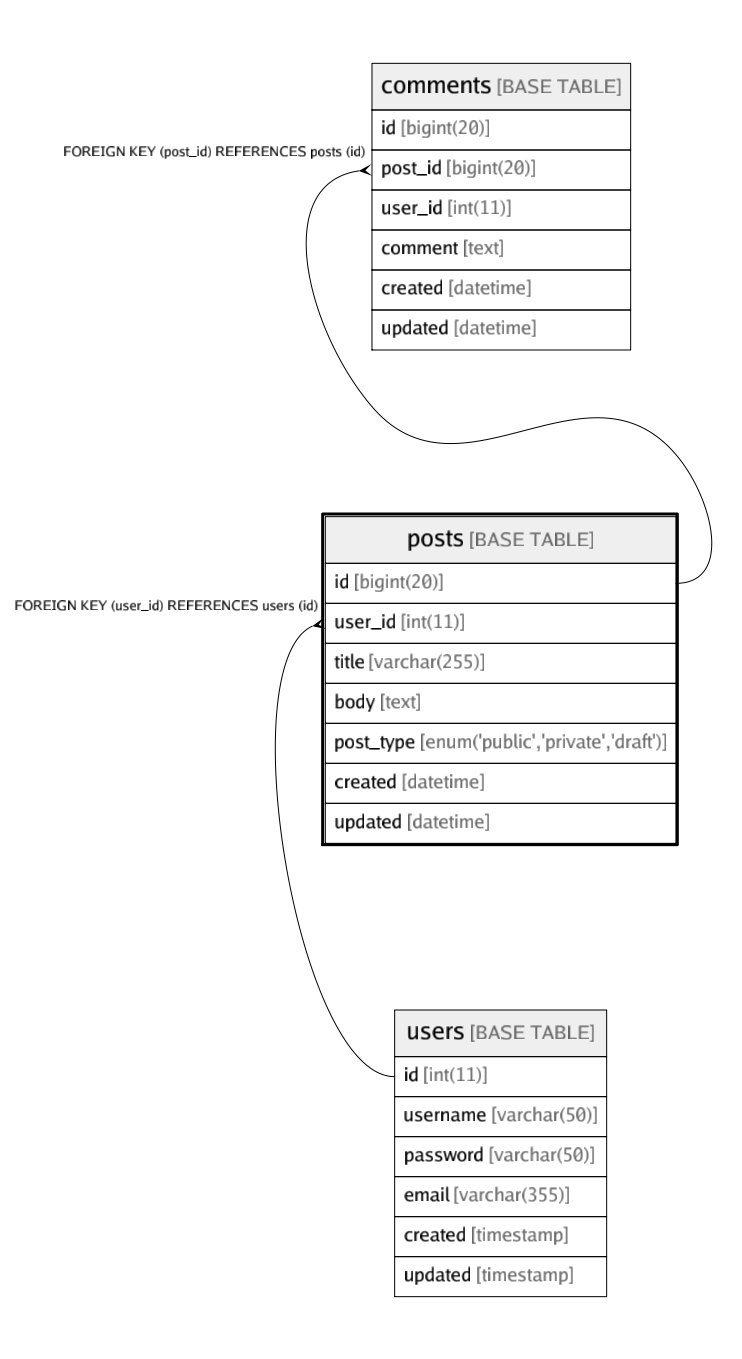 comments [BASE TABLE]
id [bigint(20)]
FOREIGN KEY (post_id) REFERENCES posts (id)
post_id [bigint(20)]
user_id [int(11)]
comment [text]
created [datetime]
updated [datetime]
posts [BASE TABLE]
id [bigint(20)]
FOREIGN KEY (user_id) REFERENCES users (id)
user_id [int(11)]
title [varchar(255)]
body [text]
post_type [enum('public','private','draft')]
created [datetime]
updated [datetime]
users [BASE TABLE]
id [int(11)]
username [varchar(50)]
password [varchar(50)]
email [varchar(355)]
created [timestamp]
updated [timestamp]